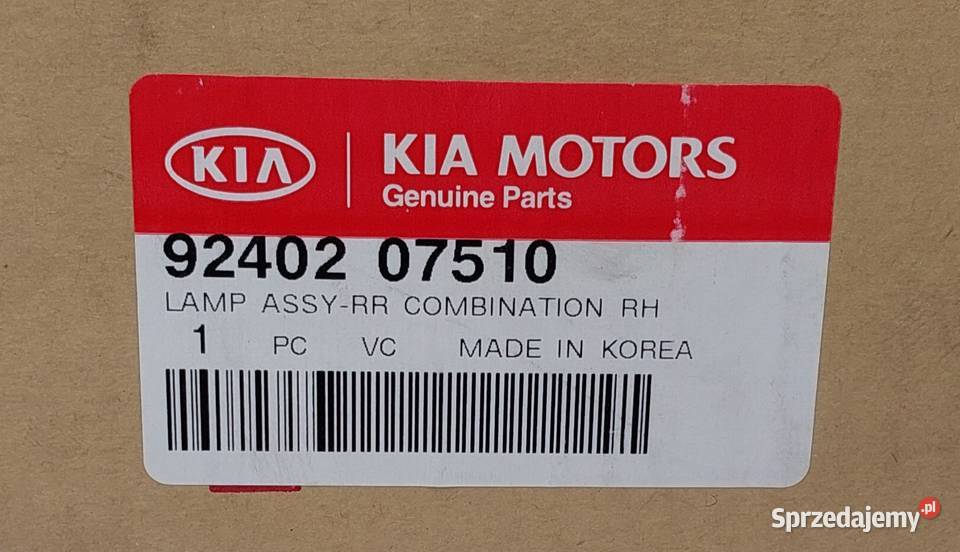 KIA
KIA MOTORS
Genuine Parts
92402 07510
LAMP ASSY-RR COMBINATION RH
1 PC VC MADE IN KOREA
Sprzedajemy.pl